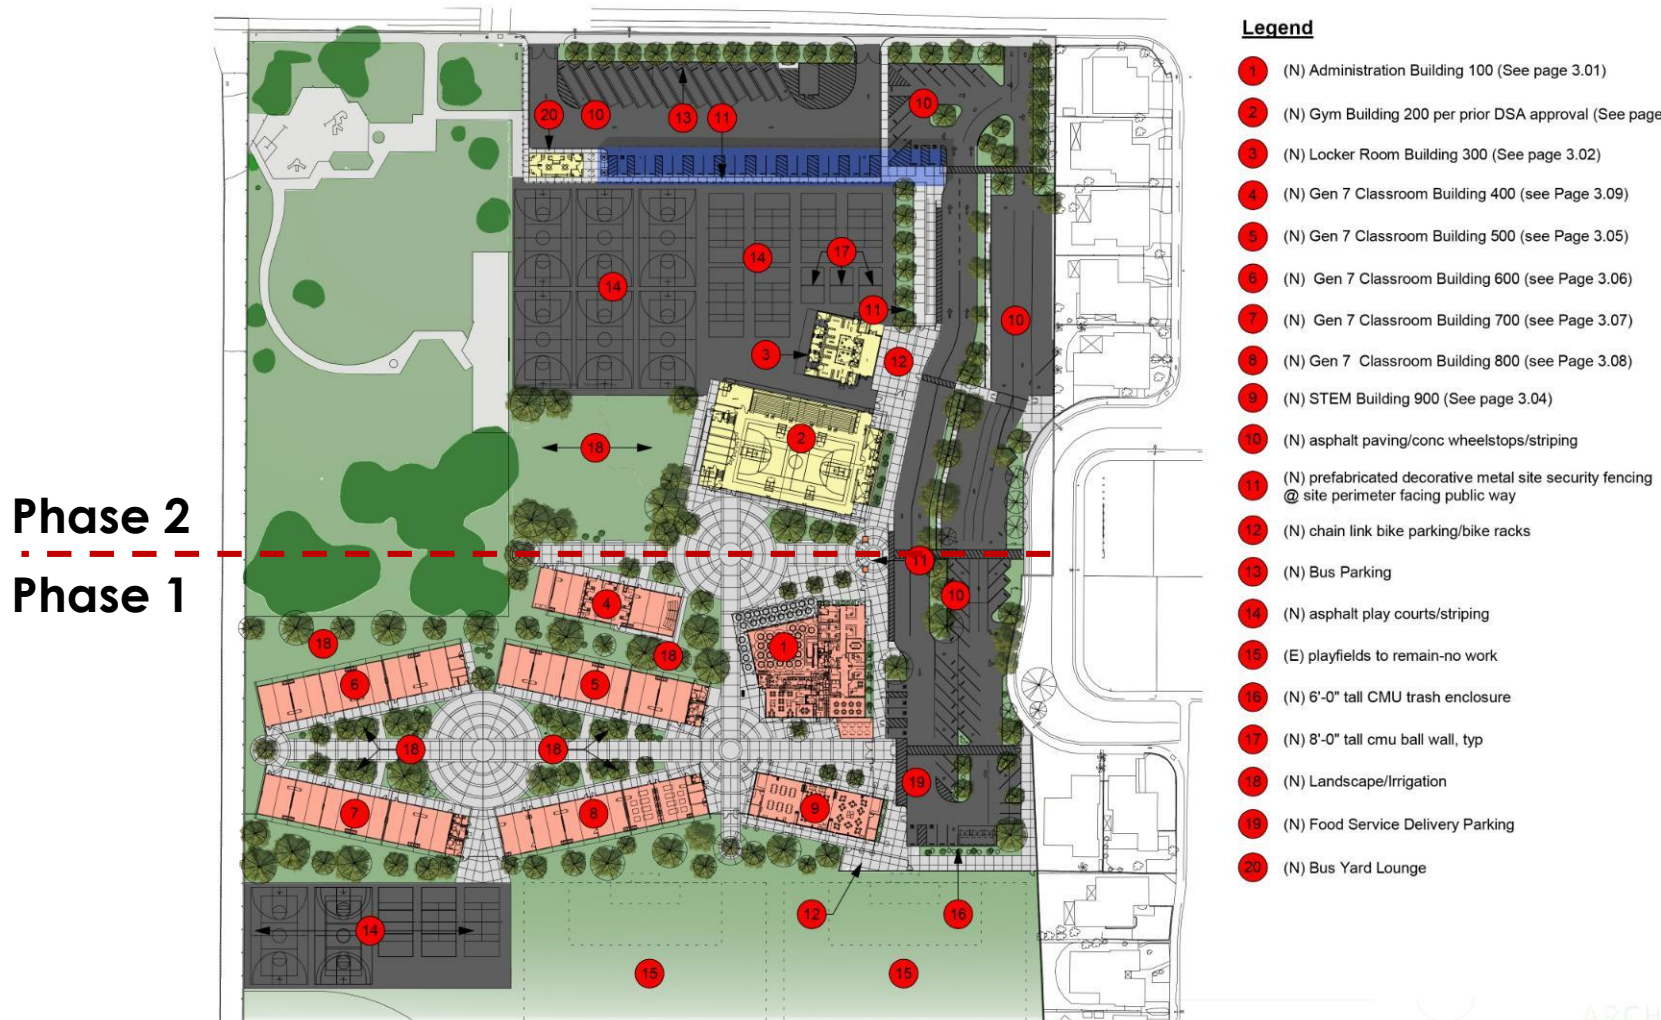 Legend
1 (N) Administration Building 100 (See page 3.01)
2 (N) Gym Building 200 per prior DSA approval (See page
3 (N) Locker Room Building 300 (See page 3.02)
4 (N) Gen 7 Classroom Building 400 (see Page 3.09)
5 (N) Gen 7 Classroom Building 500 (see Page 3.05)
6 (N) Gen 7 Classroom Building 600 (see Page 3.06)
7 (N) Gen 7 Classroom Building 700 (see Page 3.07)
8 (N) Gen 7 Classroom Building 800 (see Page 3.08)
9 (N) STEM Building 900 (See page 3.04)
10 (N) asphalt paving/conc wheelstops/striping
11 (N) prefabricated decorative metal site security fencing
@ site perimeter facing public way
12 (N) chain link bike parking/bike racks
13 (N) Bus Parking
14 (N) asphalt play courts/striping
15 (E) playfields to remain-no work
16 (N) 6'-0" tall CMU trash enclosure
17 (N) 8'-0" tall cmu ball wall, typ
18 (N) Landscape/Irrigation
19 (N) Food Service Delivery Parking
20 (N) Bus Yard Lounge
Phase 2
Phase 1
10
20 10 13 11
17
14
14
11
10
3
12
2
18
11
4
10
18
18
1
6
5
18
18
19
7
8
9
12
16
14
15
15
ARCH